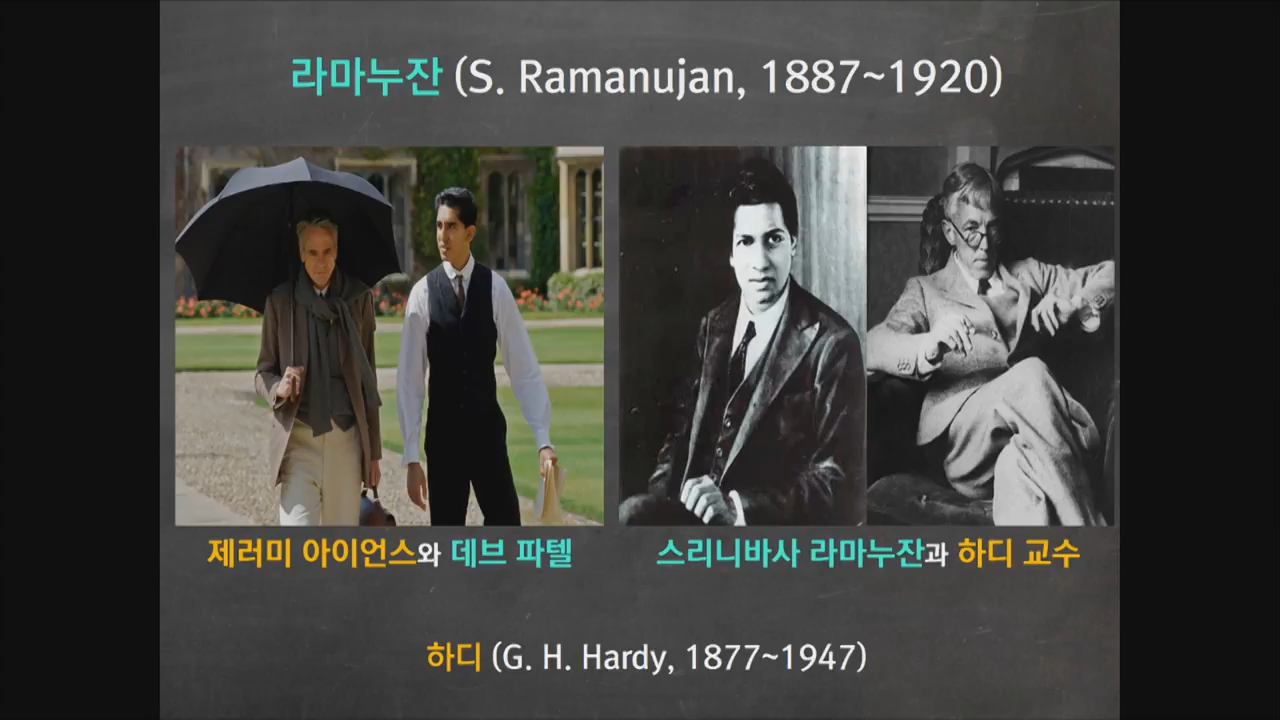 라마누잔 (S. Ramanujan, 1887~1920)
제러미 아이언스와 데브 파텔
스리니바사 라마누잔과 하디 교수
하디 (G. H. Hardy, 1877~1947)